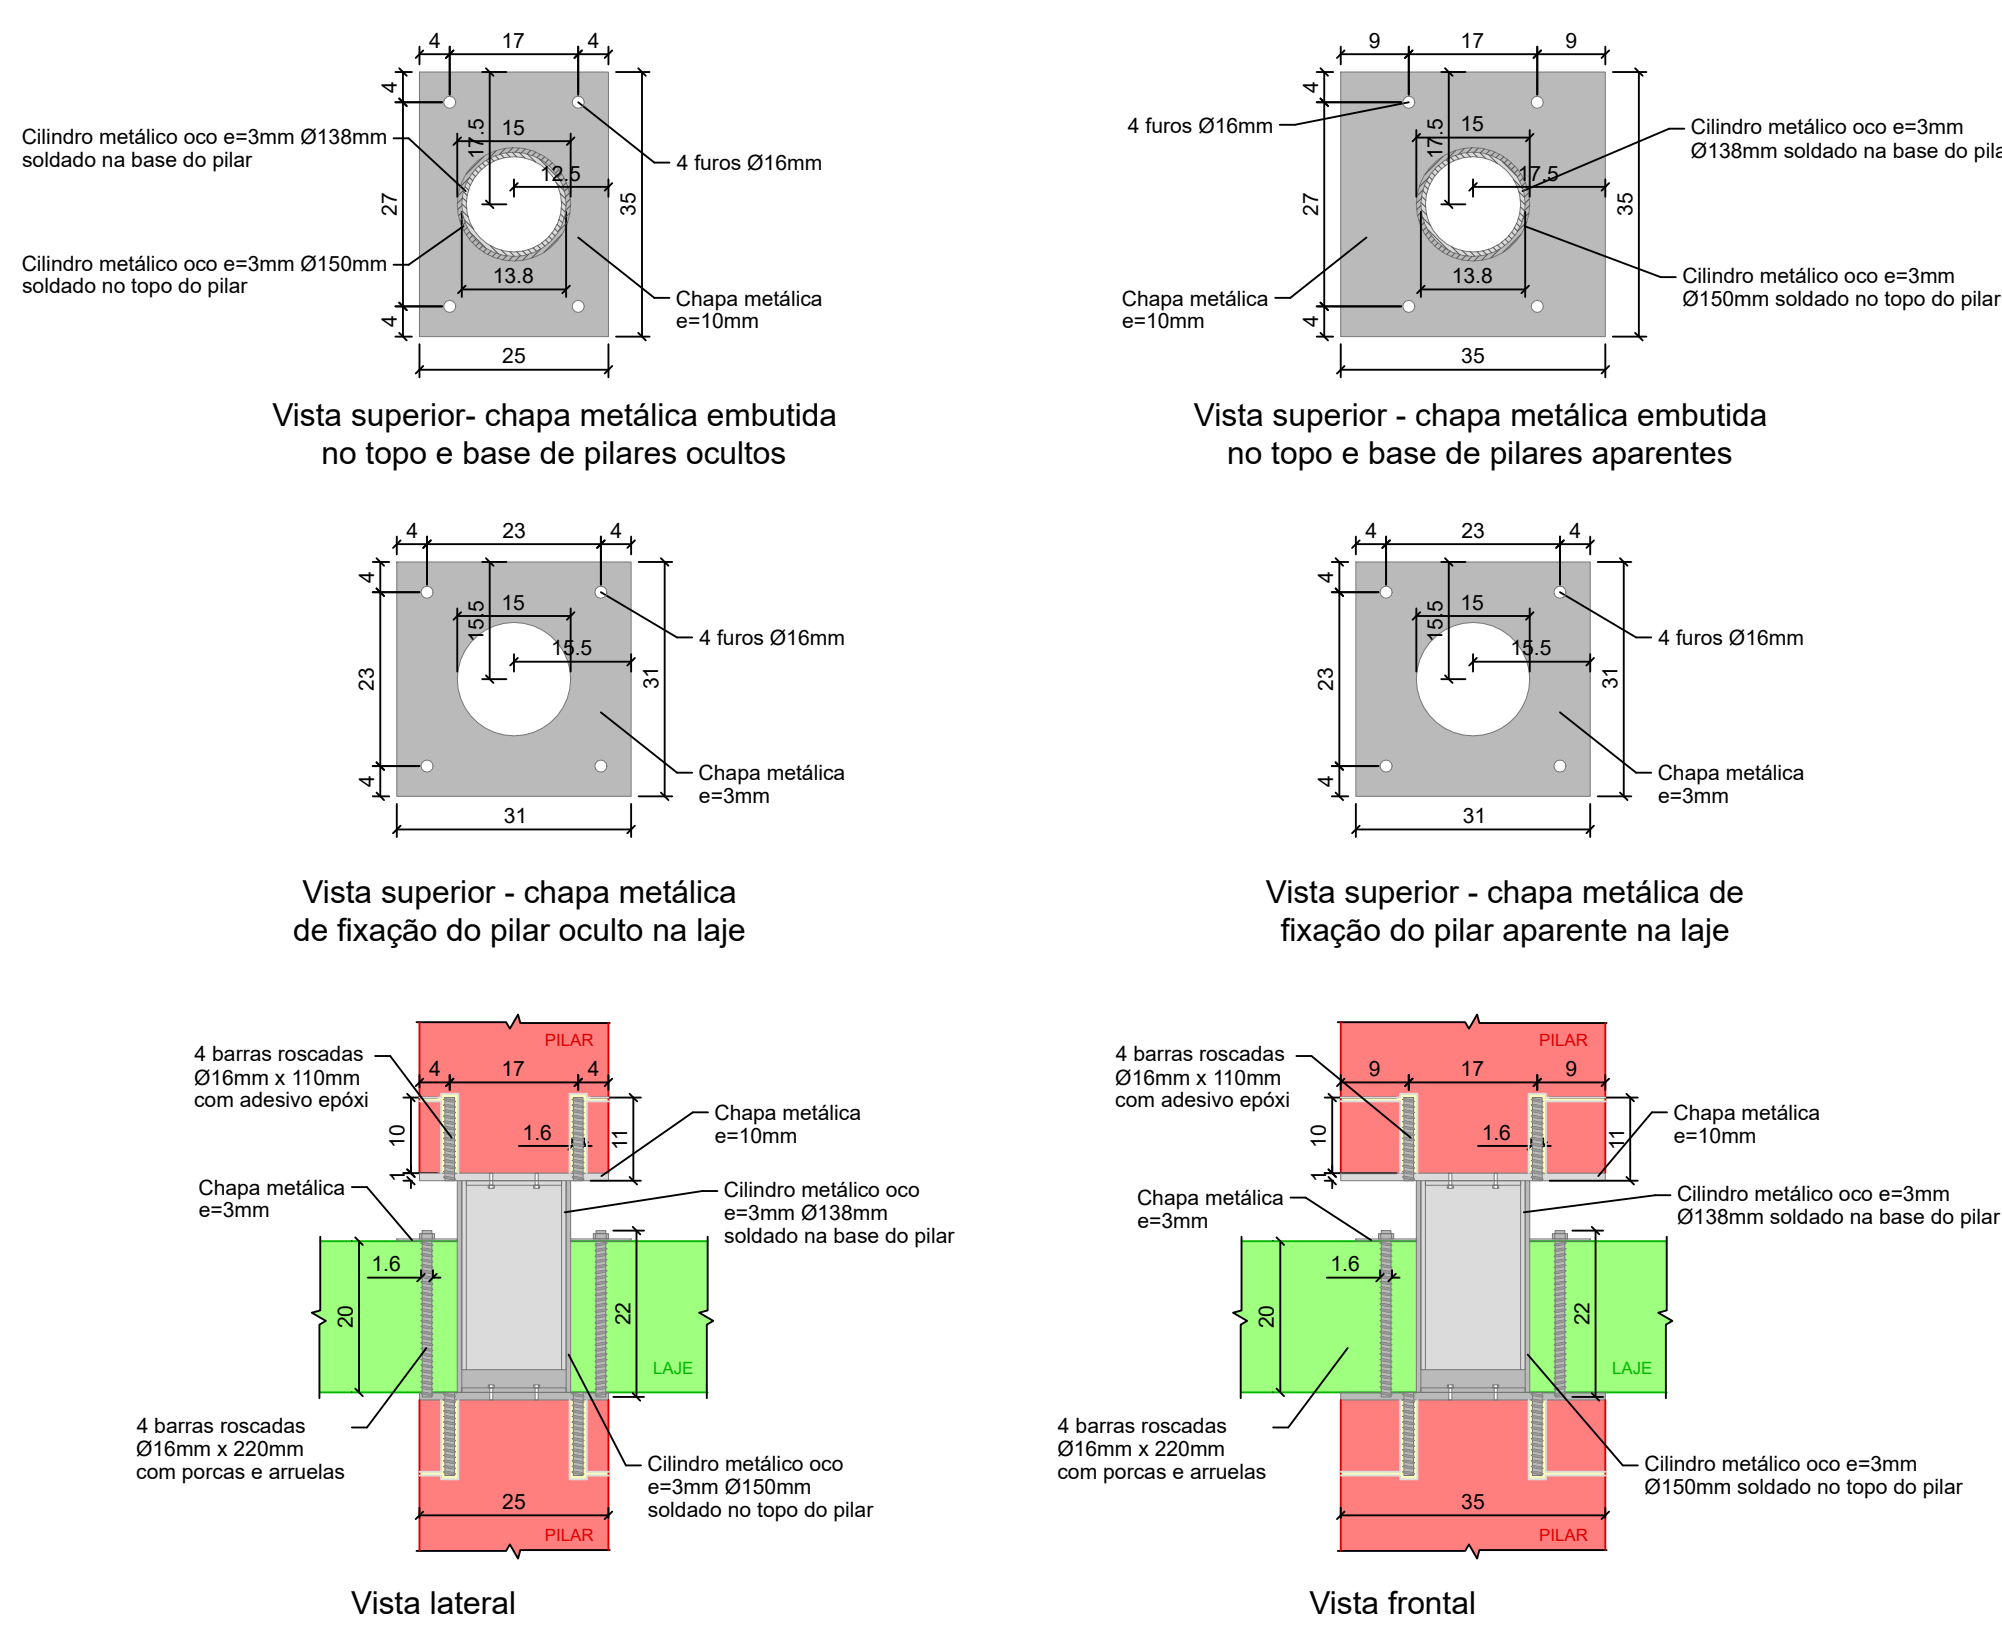 4 17 4
4
27
4
17.5
15
12.5
13.8
35
25
Cilindro metálico oco e=3mm Ø138mm
soldado na base do pilar
Cilindro metálico oco e=3mm Ø150mm
soldado no topo do pilar
4 furos Ø16mm
Chapa metálica
e=10mm
Vista superior- chapa metálica embutida
no topo e base de pilares ocultos
9 17 9
4
27
4
17.5
15
17.5
13.8
35
35
4 furos Ø16mm
Chapa metálica
e=10mm
Cilindro metálico oco e=3mm
Ø138mm soldado na base do
Cilindro metálico oco e=3mm
Ø150mm soldado no topo do pilar
Vista superior - chapa metálica embutida
no topo e base de pilares aparentes
4 23 4
4
23
4
15.5
15
15.5
31
31
4 furos Ø16mm
Chapa metálica
e=3mm
Vista superior - chapa metálica
de fixação do pilar oculto na laje
4 23 4
4
23
4
15.5
15
15.5
31
31
4 furos Ø16mm
Chapa metálica
e=3mm
Vista superior - chapa metálica de
fixação do pilar aparente na laje
PILAR
4 17 4
4 barras roscadas
Ø16mm x 110mm
com adesivo epóxi
10
1
1.6
11
Chapa metálica
e=10mm
Chapa metálica
e=3mm
Cilindro metálico oco
e=3mm Ø138mm
soldado na base do pilar
1.6
20
22
LAJE
4 barras roscadas
Ø16mm x 220mm
com porcas e arruelas
Cilindro metálico oco
e=3mm Ø150mm
soldado no topo do pilar
25
PILAR
Vista lateral
PILAR
9 17 9
4 barras roscadas
Ø16mm x 110mm
com adesivo epóxi
10
1
1.6
11
Chapa metálica
e=10mm
Chapa metálica
e=3mm
Cilindro metálico oco e=3mm
Ø138mm soldado na base do pilar
1.6
20
22
LAJE
4 barras roscadas
Ø16mm x 220mm
com porcas e arruelas
Cilindro metálico oco e=3mm
Ø150mm soldado no topo do pilar
35
PILAR
Vista frontal